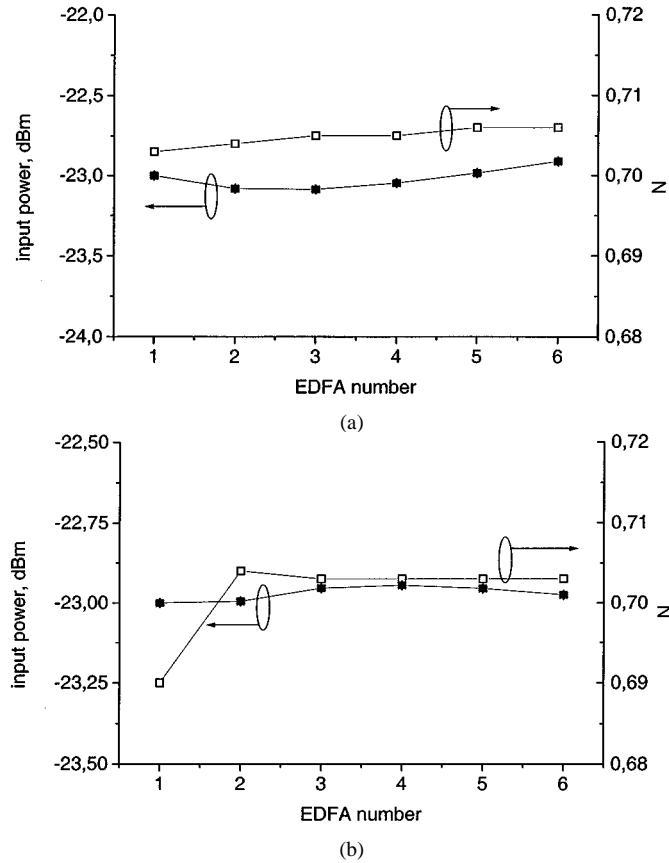 -22,0
-22,5
-23,0
-23,5
-24,0
input power, dBm
0,72
0,71
0,70
0,69
0,68
N
1 2 3 4 5 6
EDFA number
(a)
-22,50
-22,75
-23,00
-23,25
-23,50
input power, dBm
0,72
0,71
0,70
0,69
0,68
N
1 2 3 4 5 6
EDFA number
(b)